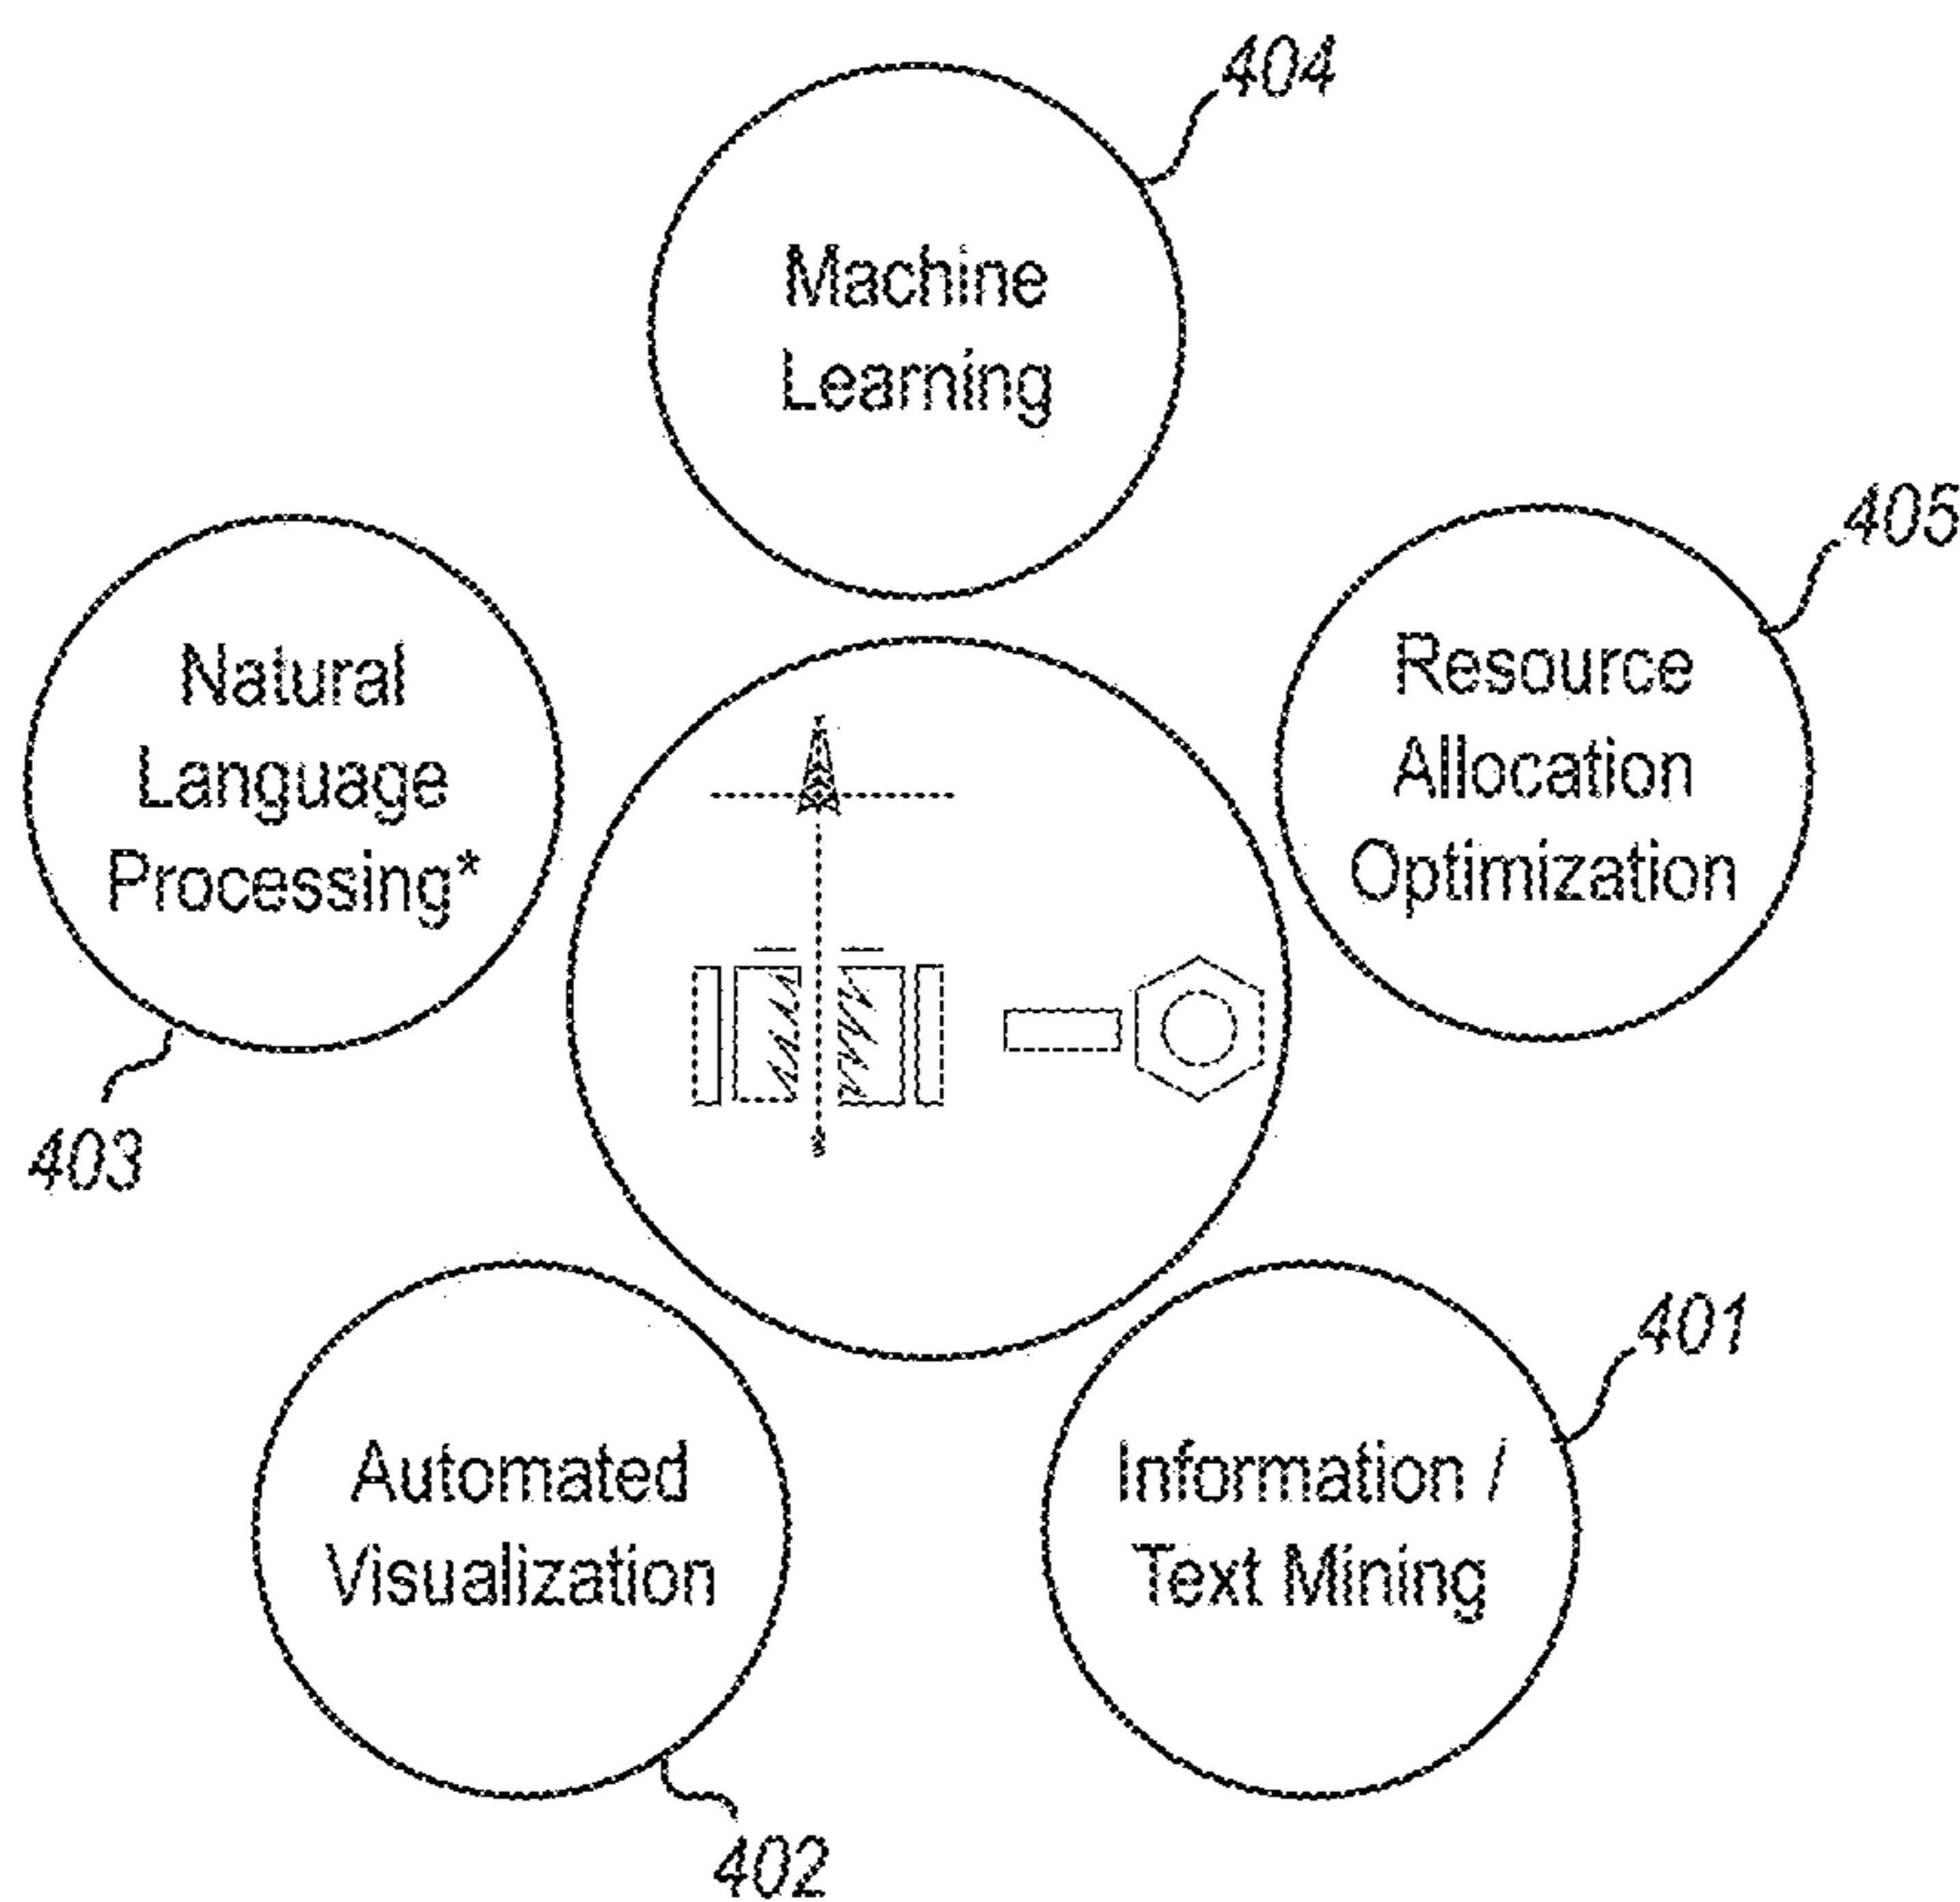 404
Machine
Learning
405
Natural
Language
Processing*
Resource
Allocation
Optimization
403
401
Automated
Visualization
Information /
Text Mining
402